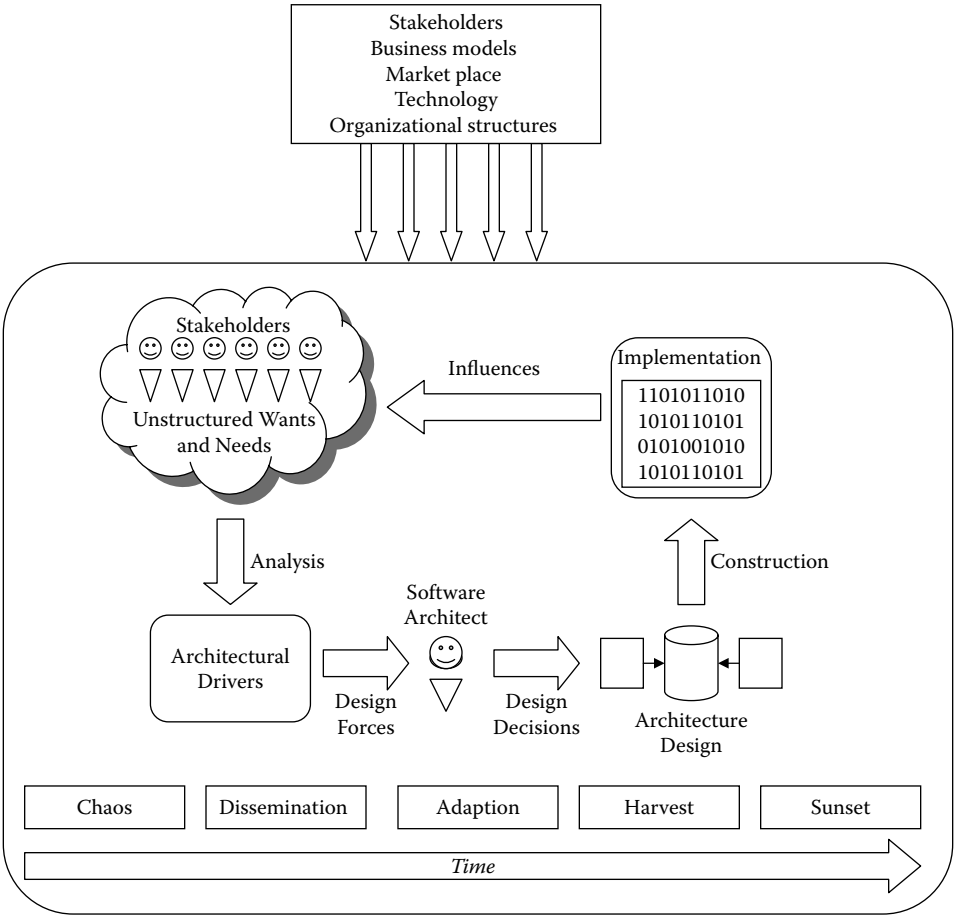 Stakeholders
Business models
Market place
Technology
Organizational structures
Stakeholders
Unstructured Wants
and Needs
Influences
Implementation
1101011010
1010110101
0101001010
1010110101
Analysis
Construction
Architectural
Drivers
Design
Forces
Software
Architect
Design
Decisions
Architecture
Design
Chaos
Dissemination
Adaption
Harvest
Sunset
Time